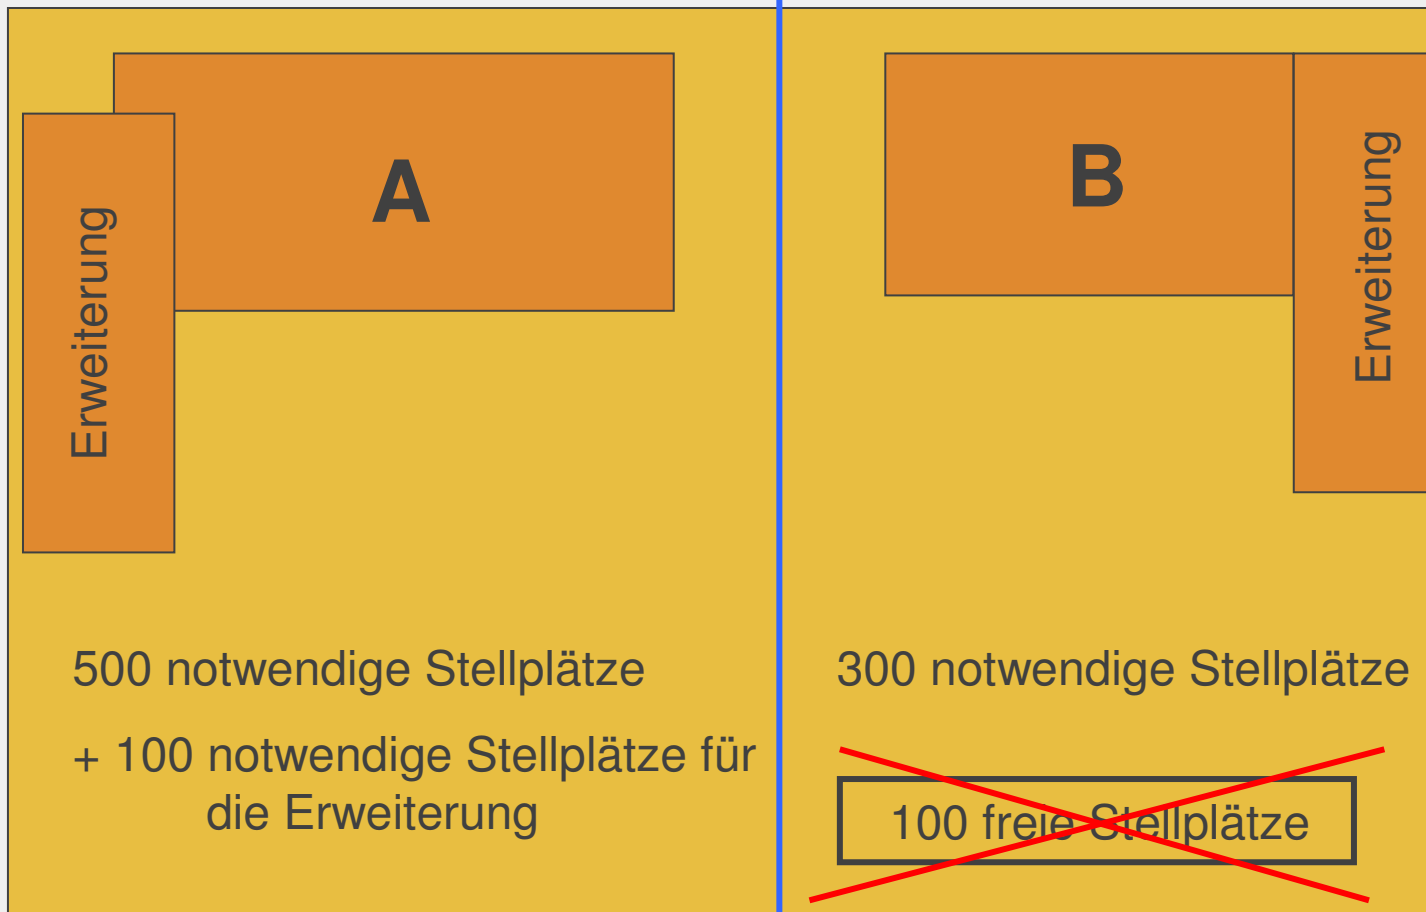 A
Erweiterung
500 notwendige Stellplätze
+ 100 notwendige Stellplätze für
die Erweiterung
B
Erweiterung
300 notwendige Stellplätze
100 freie Stellplätze